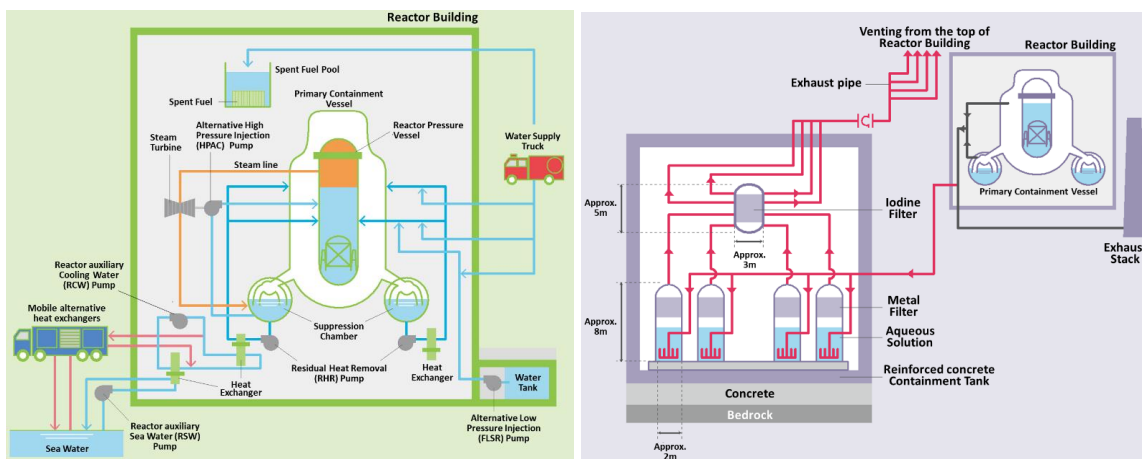 Reactor Building
Spent Fuel Pool
Spent Fuel
Primary Containment
Vessel
Alternative High
Pressure Injection
(HPAC) Pump
Reactor Pressure
Vessel
Steam
Turbine
Water Supply
Truck
Steam line
Reactor auxiliary
Cooling Water
(RCW) Pump
Mobile alternative
heat exchangers
Suppression
Chamber
Heat
Exchanger
Residual Heat Removal
(RHR) Pump
Heat
Exchanger
Water
Tank
Reactor auxiliary
Sea Water (RSW)
Pump
Sea Water
Alternative Low
Pressure Injection
(FLSR) Pump
Venting from the top of
Reactor Building
Reactor Building
Exhaust pipe
Primary Containment Vessel
Approx.
5m
Iodine
Filter
Approx.
3m
Exhaust
Stack
Approx.
8m
Metal
Filter
Aqueous
Solution
Reinforced concrete
Containment Tank
Concrete
Bedrock
Approx.
2m